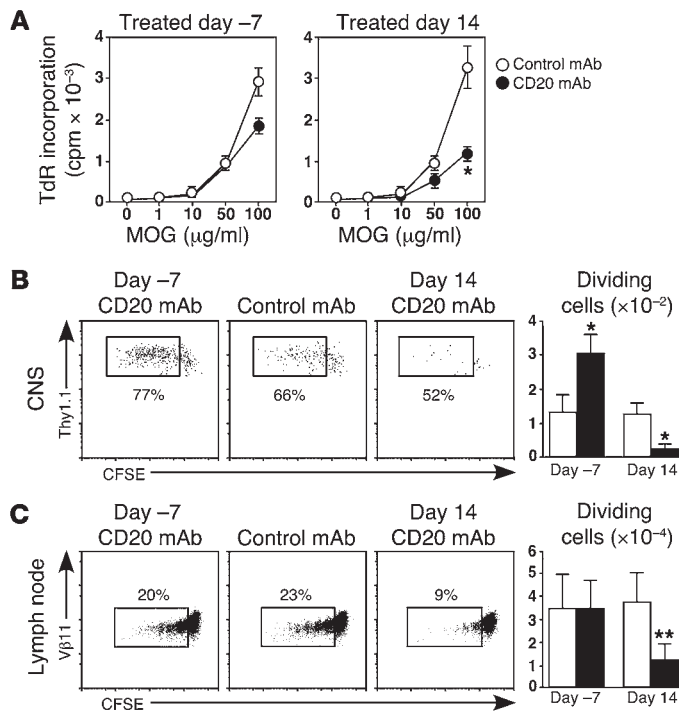 A
Treated day –7
Treated day 14
TdR incorporation
(cpm × 10⁻³)
4
3
2
1
0
0 1 10 50 100
MOG (µg/ml)
4
3
2
1
0
0 1 10 50 100
MOG (µg/ml)
*
Control mAb
CD20 mAb
B
Day –7
CD20 mAb
Control mAb
Day 14
CD20 mAb
Dividing
cells (×10⁻²)
CNS
Thy1.1
77%
66%
52%
CFSE
4
3
2
1
0
*
*
Day –7 Day 14
C
Day –7
CD20 mAb
Control mAb
Day 14
CD20 mAb
Dividing
cells (×10⁻⁴)
Lymph node
Vβ11
20%
23%
9%
CFSE
6
5
4
3
2
1
0
**
Day –7 Day 14